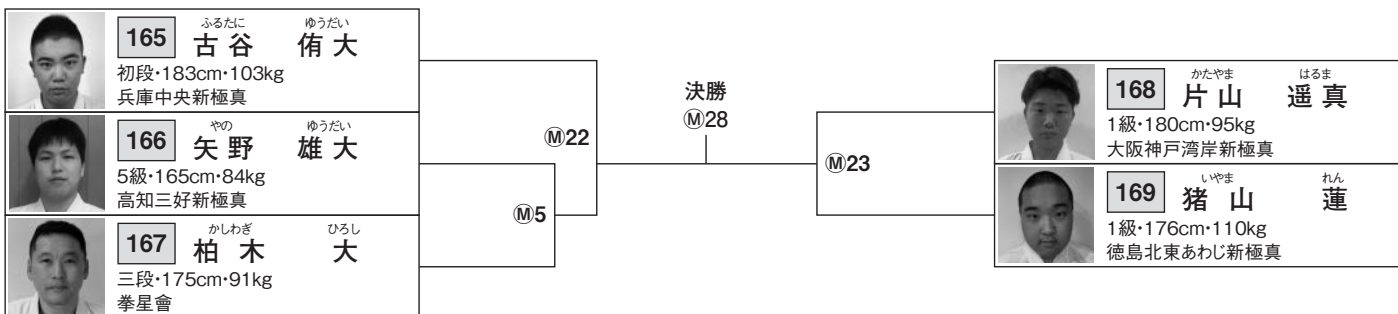 ふるたに ゆうだい
165 古谷 侑大
初段・183cm・103kg
兵庫中央新極真
やの ゆうだい
166 矢野 雄大
5級・165cm・84kg
高知三好新極真
かしわぎ ひろし
167 柏木 大
三段・175cm・91kg
拳星會
Ⓜ22
Ⓜ5
決勝
Ⓜ28
Ⓜ23
かたやま はるま
168 片山 遥真
1級・180cm・95kg
大阪神戸湾岸新極真
いやま れん
169 猪山 蓮
1級・176cm・110kg
徳島北東あわじ新極真